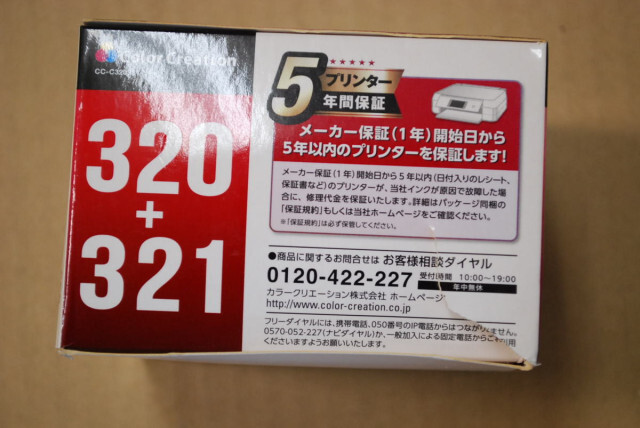 Color Creation
320
+
321
★★★★★
5 プリンター
年間保証
メーカー保証(1年)開始日から
5年以内のプリンターを保証します!
メーカー保証(1年)開始日から5年以内(日付入りのレシート、
保証書など)のプリンターが、当社インクが原因で故障した場
合に、修理代金を保証いたします。詳細はパッケージ同梱の
「保証規約」もしくは当社ホームページをご確認ください。
※「保証規約」は必ず保管してください。
●商品に関するお問合せは お客様相談ダイヤル
0120-422-227 受付時間 10:00~19:00
年中無休
カラークリエーション株式会社 ホームページ
http://www.color-creation.co.jp
フリーダイヤルには、携帯電話、050番号のIP電話からはつながりません。
0570-052-227(ナビダイヤル)か、一般加入による固定電話からご利用
くださいますようお願いいたします。